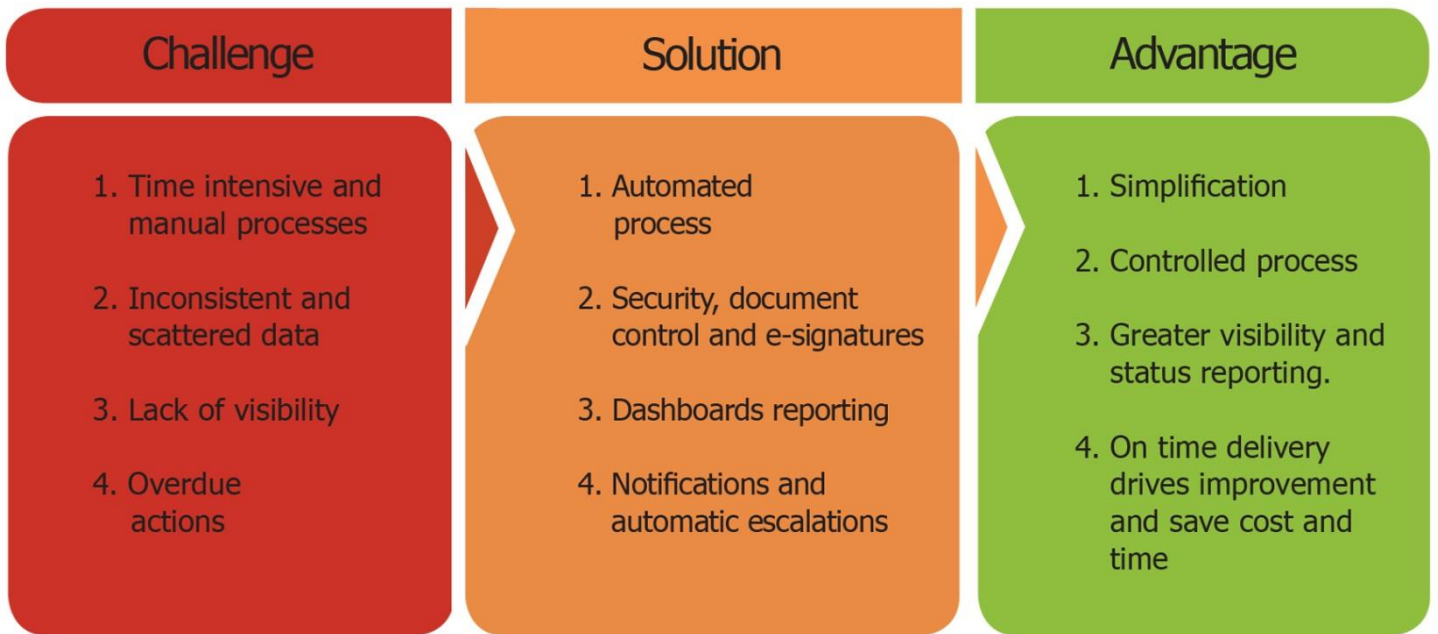 Challenge
1. Time intensive and
manual processes
2. Inconsistent and
scattered data
3. Lack of visibility
4. Overdue
actions
Solution
1. Automated
process
2. Security, document
control and e-signatures
3. Dashboards reporting
4. Notifications and
automatic escalations
Advantage
1. Simplification
2. Controlled process
3. Greater visibility and
status reporting.
4. On time delivery
drives improvement
and save cost and
time